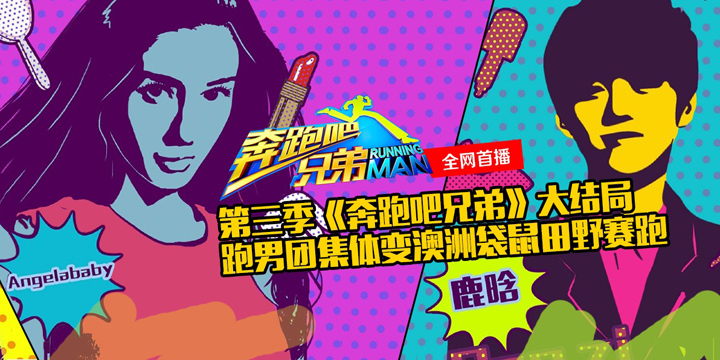 奔跑吧
兄弟
RUNNING
MAN
全网首播
第三季《奔跑吧兄弟》大结局
跑男团集体变澳洲袋鼠田野赛跑
Angelababy
鹿晗